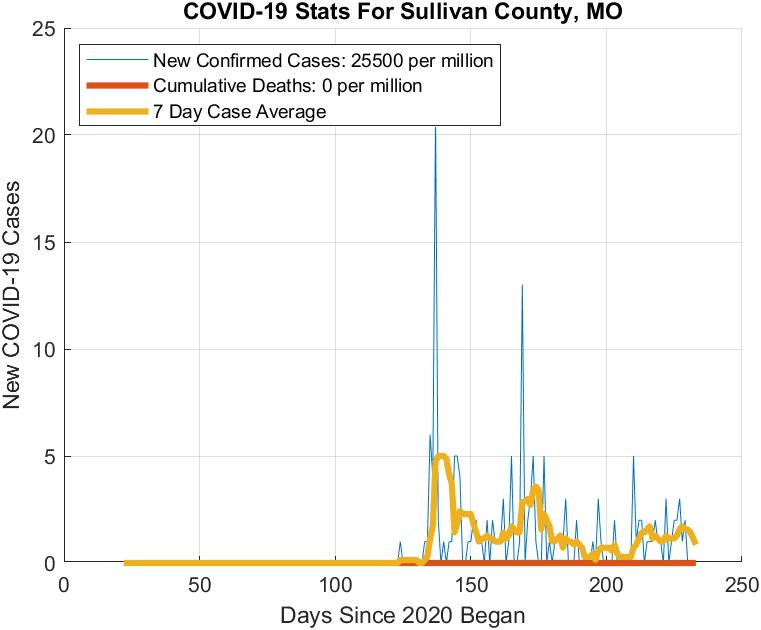 COVID-19 Stats For Sullivan County, MO
25
New Confirmed Cases: 25500 per million
Cumulative Deaths: 0 per million
7 Day Case Average
20
15
10
5
0
New COVID-19 Cases
0 50 100 150 200 250
Days Since 2020 Began